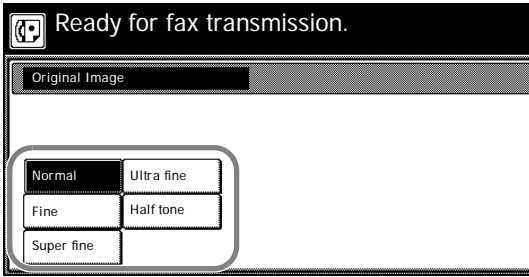 Ready for fax transmission.
Original Image
Normal Ultra fine
Fine Half tone
Super fine